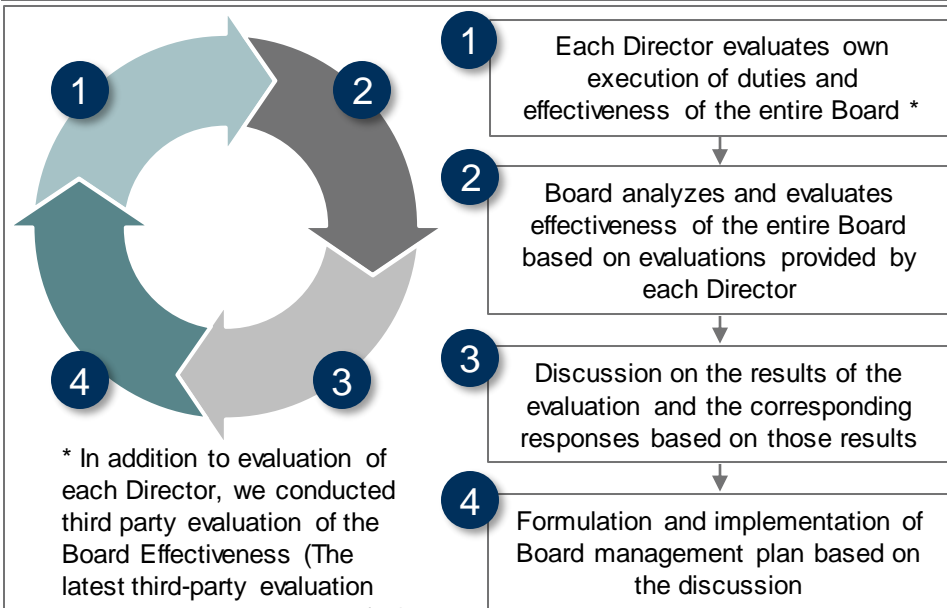 1
2
3
4
* In addition to evaluation of
each Director, we conducted
third party evaluation of the
Board Effectiveness (The
latest third-party evaluation
1
Each Director evaluates own
execution of duties and
effectiveness of the entire Board *
2
Board analyzes and evaluates
effectiveness of the entire Board
based on evaluations provided by
each Director
3
Discussion on the results of the
evaluation and the corresponding
responses based on those results
4
Formulation and implementation of
Board management plan based on
the discussion